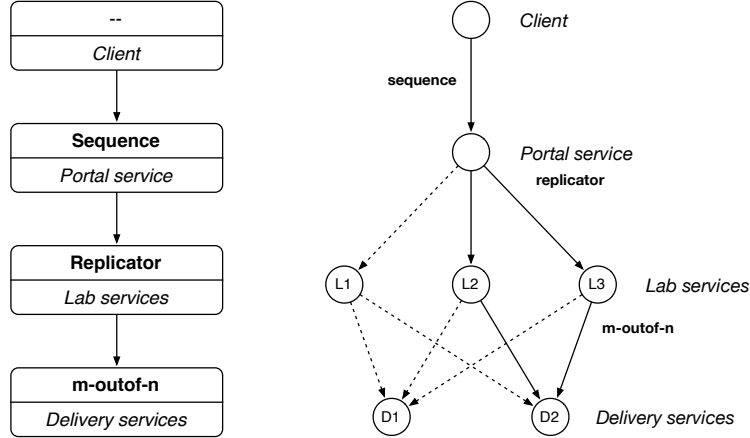 --
Client
Sequence
Portal service
Replicator
Lab services
m-outof-n
Delivery services
Client
sequence
Portal service
replicator
L1
L2
L3
Lab services
m-outof-n
D1
D2
Delivery services